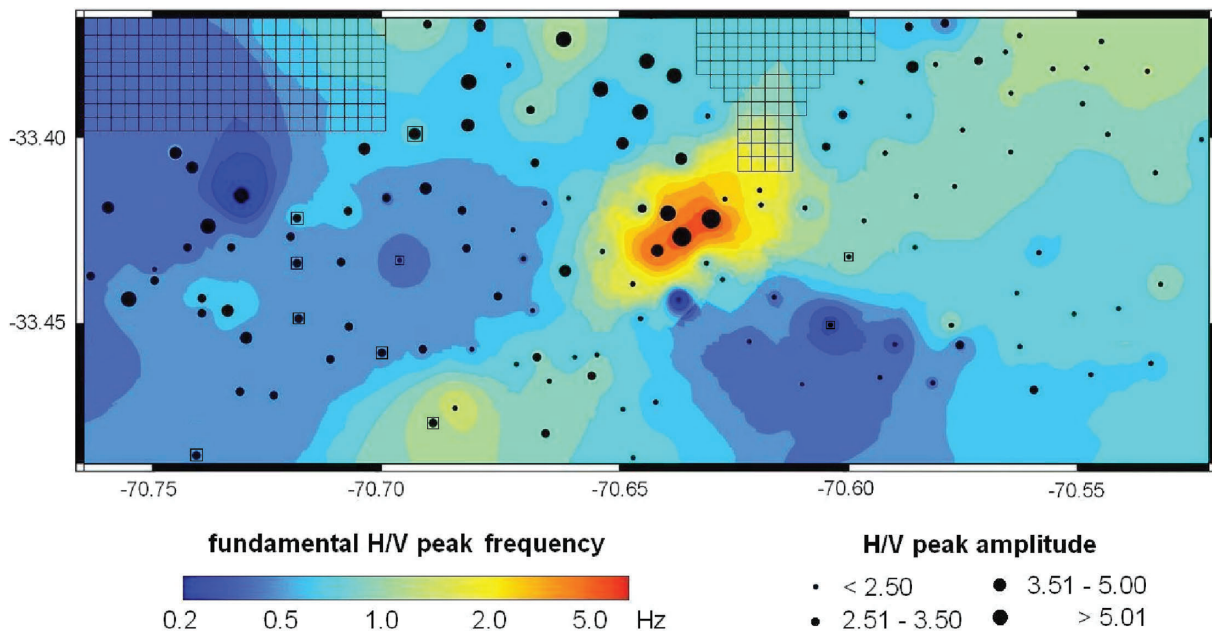 -33.40
-33.45
-70.75 -70.70 -70.65 -70.60 -70.55
fundamental H/V peak frequency
0.2 0.5 1.0 2.0 5.0 Hz
H/V peak amplitude
< 2.50 3.51 - 5.00
2.51 - 3.50 > 5.01